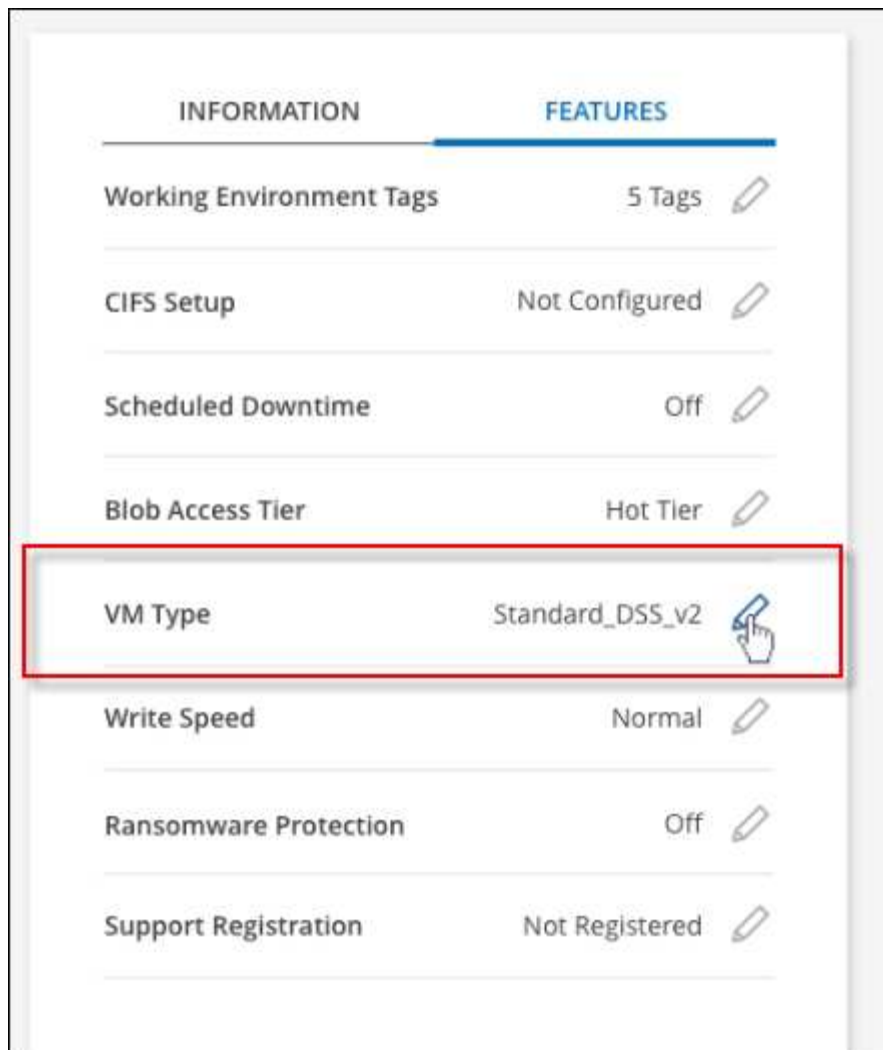 INFORMATION FEATURES
Working Environment Tags 5 Tags
CIFS Setup Not Configured
Scheduled Downtime Off
Blob Access Tier Hot Tier
VM Type Standard_DSS_v2
Write Speed Normal
Ransomware Protection Off
Support Registration Not Registered